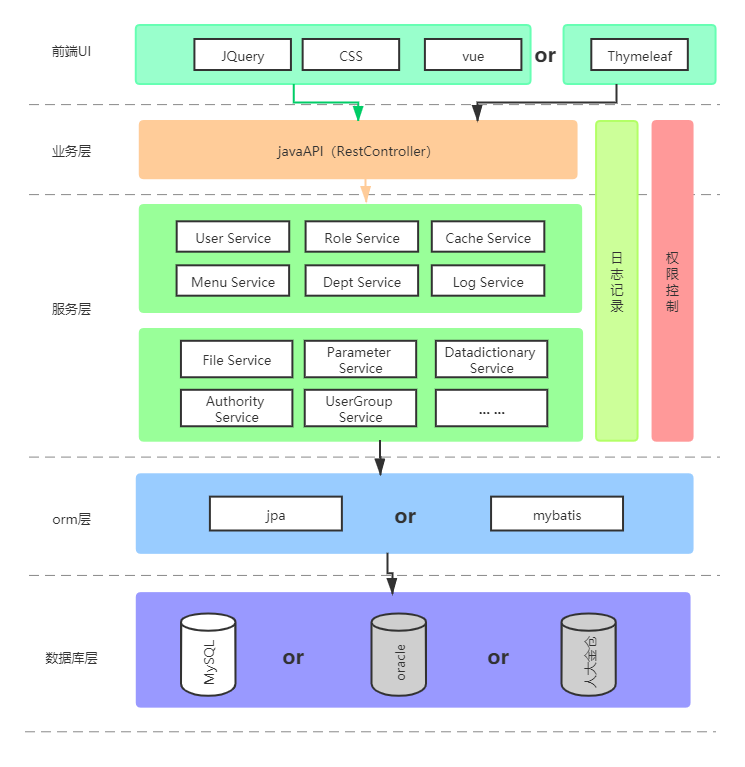 前端UI
JQuery
CSS
vue
or
Thymeleaf
业务层
javaAPI（RestController）
服务层
User Service
Role Service
Cache Service
Menu Service
Dept Service
Log Service
File Service
Parameter
Service
Datadictionary
Service
Authority
Service
UserGroup
Service
... ...
日志记录
权限控制
orm层
jpa
or
mybatis
数据库层
MySQL
or
oracle
or
人大金仓